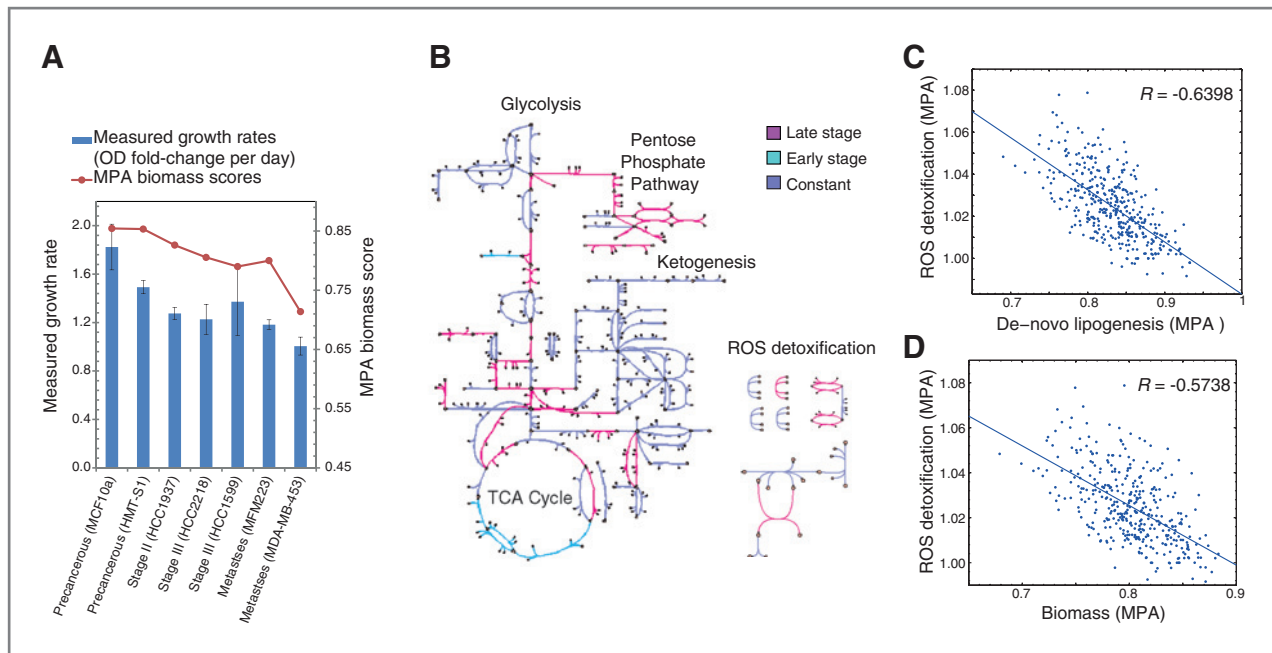 A
Measured growth rates
(OD fold-change per day)
MPA biomass scores
Measured growth rate
2.0
1.6
1.2
0.8
0.4
0.0
0.85
0.75
0.65
0.55
0.45
MPA biomass score
Precancerous (MCF10a)
Precancerous (HMT-S1)
Stage II (HCC1937)
Stage III (HCC2218)
Stage III (HCC1599)
Metastses (MFM223)
Metastses (MDA-MB-453)
B
Glycolysis
Pentose
Phosphate
Pathway
Late stage
Early stage
Constant
Ketogenesis
ROS detoxification
TCA Cycle
C
ROS detoxification (MPA)
1.08
1.06
1.04
1.02
1.00
R = -0.6398
0.7
0.8
0.9
1
De-novo lipogenesis (MPA )
D
ROS detoxification (MPA)
1.08
1.06
1.04
1.02
1.00
R = -0.5738
0.7
0.8
0.9
Biomass (MPA)